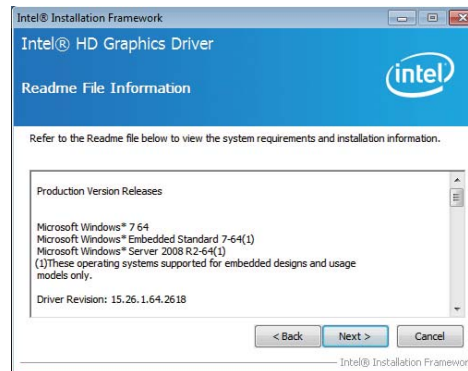 Intel® Installation Framework
Intel® HD Graphics Driver
Readme File Information
intel
Refer to the Readme file below to view the system requirements and installation information.
Production Version Releases
Microsoft Windows* 7 64
Microsoft Windows* Embedded Standard 7-64(1)
Microsoft Windows* Server 2008 R2-64(1)
(1)These operating systems supported for embedded designs and usage
models only.
Driver Revision: 15.26.1.64.2618
< Back Next > Cancel
Intel® Installation Framewor